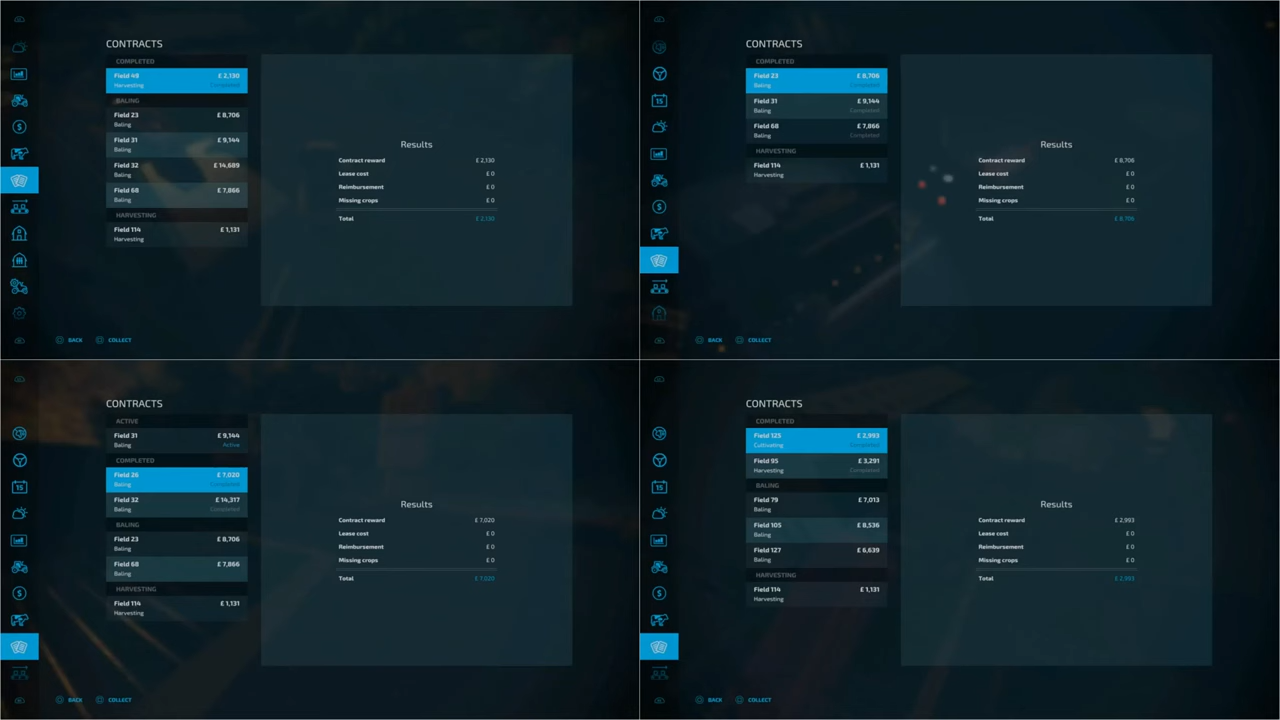 CONTRACTS
COMPLETED
Field 49 £ 2,130
Harvesting Completed
BALING
Field 23 £ 8,706
Baling
Field 31 £ 9,144
Baling
Field 32 £ 14,689
Baling
Field 68 £ 7,866
Baling
HARVESTING
Field 114 £ 1,131
Harvesting
Results
Contract reward £ 2,130
Lease cost £ 0
Reimbursement £ 0
Missing crops £ 0
Total £ 2,130
BACK COLLECT
CONTRACTS
COMPLETED
Field 23 £ 8,706
Baling Completed
Field 31 £ 9,144
Baling Completed
Field 68 £ 7,866
Baling Completed
HARVESTING
Field 114 £ 1,131
Harvesting
15
Results
Contract reward £ 8,706
Lease cost £ 0
Reimbursement £ 0
Missing crops £ 0
Total £ 8,706
BACK COLLECT
CONTRACTS
ACTIVE
Field 31 £ 9,144
Baling Active
COMPLETED
Field 26 £ 7,020
Baling Completed
Field 32 £ 14,317
Baling Completed
BALING
Field 23 £ 8,706
Baling
Field 68 £ 7,866
Baling
HARVESTING
Field 114 £ 1,131
Harvesting
15
Results
Contract reward £ 7,020
Lease cost £ 0
Reimbursement £ 0
Missing crops £ 0
Total £ 7,020
BACK COLLECT
CONTRACTS
COMPLETED
Field 125 £ 2,993
Cultivating Completed
Field 95 £ 3,291
Harvesting Completed
BALING
Field 79 £ 7,013
Baling
Field 105 £ 8,536
Baling
Field 127 £ 6,639
Baling
HARVESTING
Field 114 £ 1,131
Harvesting
15
Results
Contract reward £ 2,993
Lease cost £ 0
Reimbursement £ 0
Missing crops £ 0
Total £ 2,993
BACK COLLECT